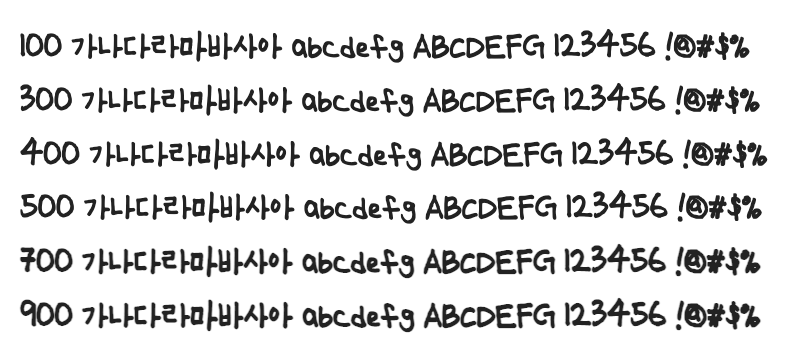 100 가나다라마바사아 abcdefg ABCDEFG 123456 !@#$%
300 가나다라마바사아 abcdefg ABCDEFG 123456 !@#$%
400 가나다라마바사아 abcdefg ABCDEFG 123456 !@#$%
500 가나다라마바사아 abcdefg ABCDEFG 123456 !@#$%
700 가나다라마바사아 abcdefg ABCDEFG 123456 !@#$%
900 가나다라마바사아 abcdefg ABCDEFG 123456 !@#$%